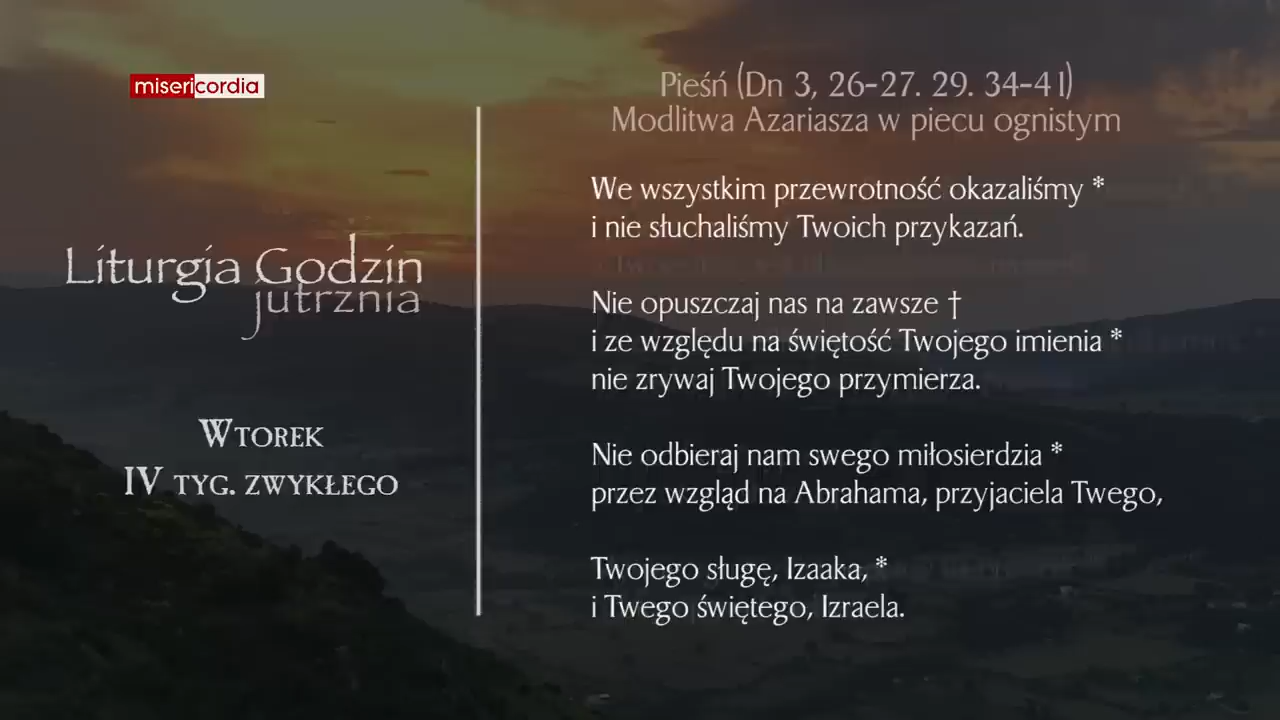 misericordia
Liturgia Godzin
jutrznia
Wtorek
IV tyg. zwykłego
Pieśń (Dn 3, 26-27. 29. 34-41)
Modlitwa Azariasza w piecu ognistym
We wszystkim przewrotność okazaliśmy *
i nie słuchaliśmy Twoich przykazań.
Nie opuszczaj nas na zawsze †
i ze względu na świętość Twojego imienia *
nie zrywaj Twojego przymierza.
Nie odbieraj nam swego miłosierdzia *
przez wzgląd na Abrahama, przyjaciela Twego,
Twojego sługę, Izaaka, *
i Twego świętego, Izraela.